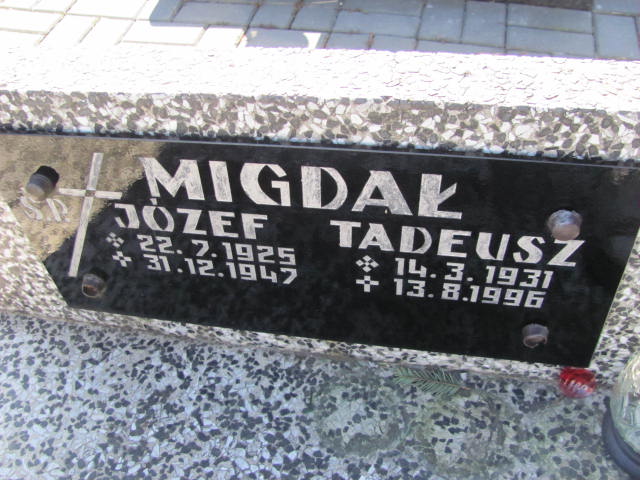 Ś.P.
MIGDAŁ
JÓZEF
22.7.1925
31.12.1947
TADEUSZ
14.3.1931
13.8.1996